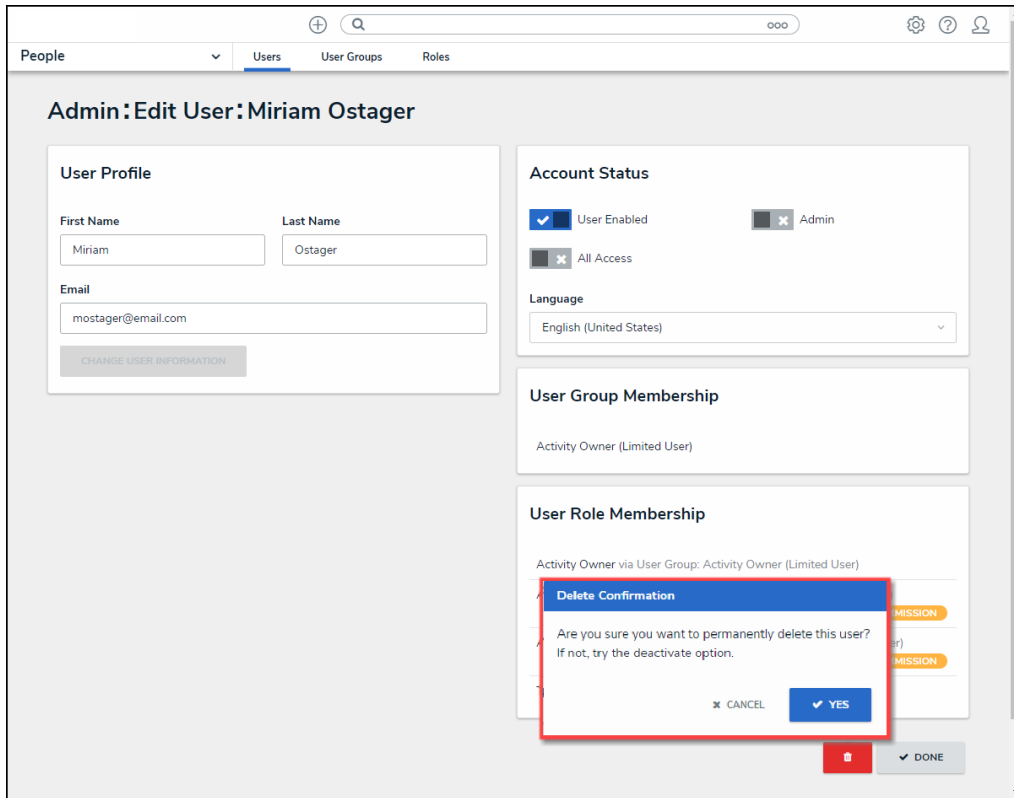 ooo
People
Users
User Groups
Roles
Admin:Edit User:Miriam Ostager
User Profile
First Name
Last Name
Miriam
Ostager
Email
mostager@email.com
CHANGE USER INFORMATION
Account Status
User Enabled
Admin
All Access
Language
English (United States)
User Group Membership
Activity Owner (Limited User)
User Role Membership
Activity Owner via User Group: Activity Owner (Limited User)
Delete Confirmation
Are you sure you want to permanently delete this user?
If not, try the deactivate option.
CANCEL
YES
DONE